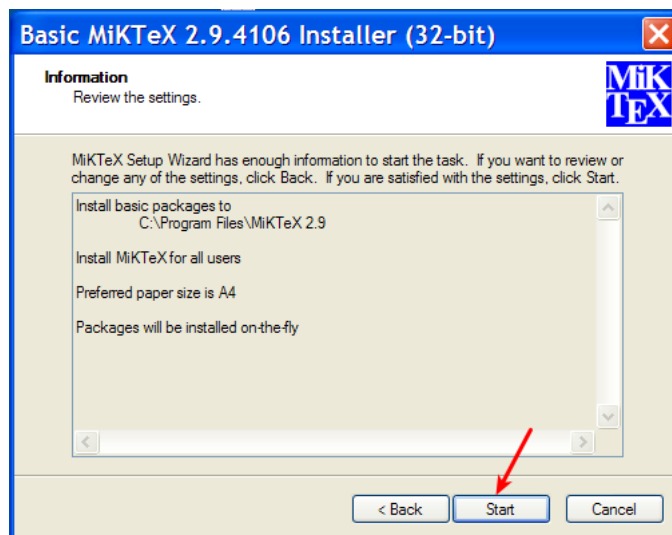 Basic MiKTeX 2.9.4106 Installer (32-bit)
Information
Review the settings.
MiK
TEX
MiKTeX Setup Wizard has enough information to start the task. If you want to review or
change any of the settings, click Back. If you are satisfied with the settings, click Start.
Install basic packages to
C:\Program Files\MiKTeX 2.9
Install MiKTeX for all users
Preferred paper size is A4
Packages will be installed on-the-fly
< Back
Start
Cancel